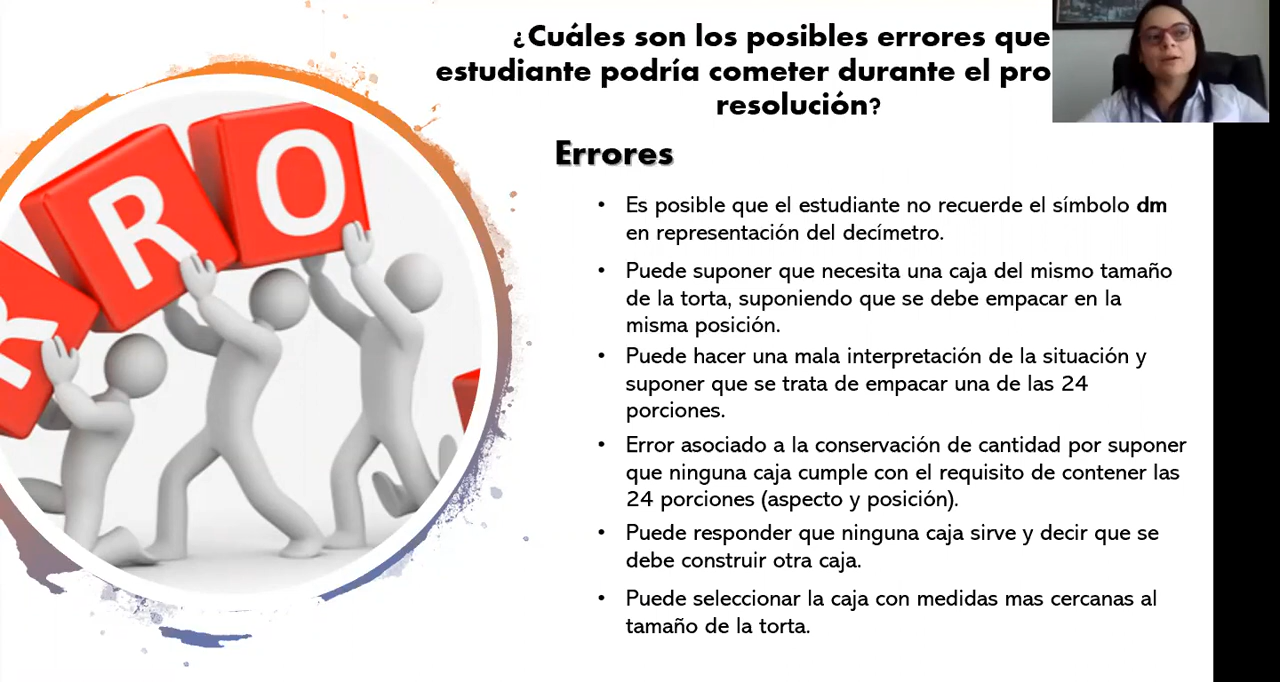 ¿Cuáles son los posibles errores que
estudiante podría cometer durante el pro
resolución?
Errores
• Es posible que el estudiante no recuerde el símbolo dm
en representación del decímetro.
• Puede suponer que necesita una caja del mismo tamaño
de la torta, suponiendo que se debe empacar en la
misma posición.
• Puede hacer una mala interpretación de la situación y
suponer que se trata de empacar una de las 24
porciones.
• Error asociado a la conservación de cantidad por suponer
que ninguna caja cumple con el requisito de contener las
24 porciones (aspecto y posición).
• Puede responder que ninguna caja sirve y decir que se
debe construir otra caja.
• Puede seleccionar la caja con medidas mas cercanas al
tamaño de la torta.
R R O